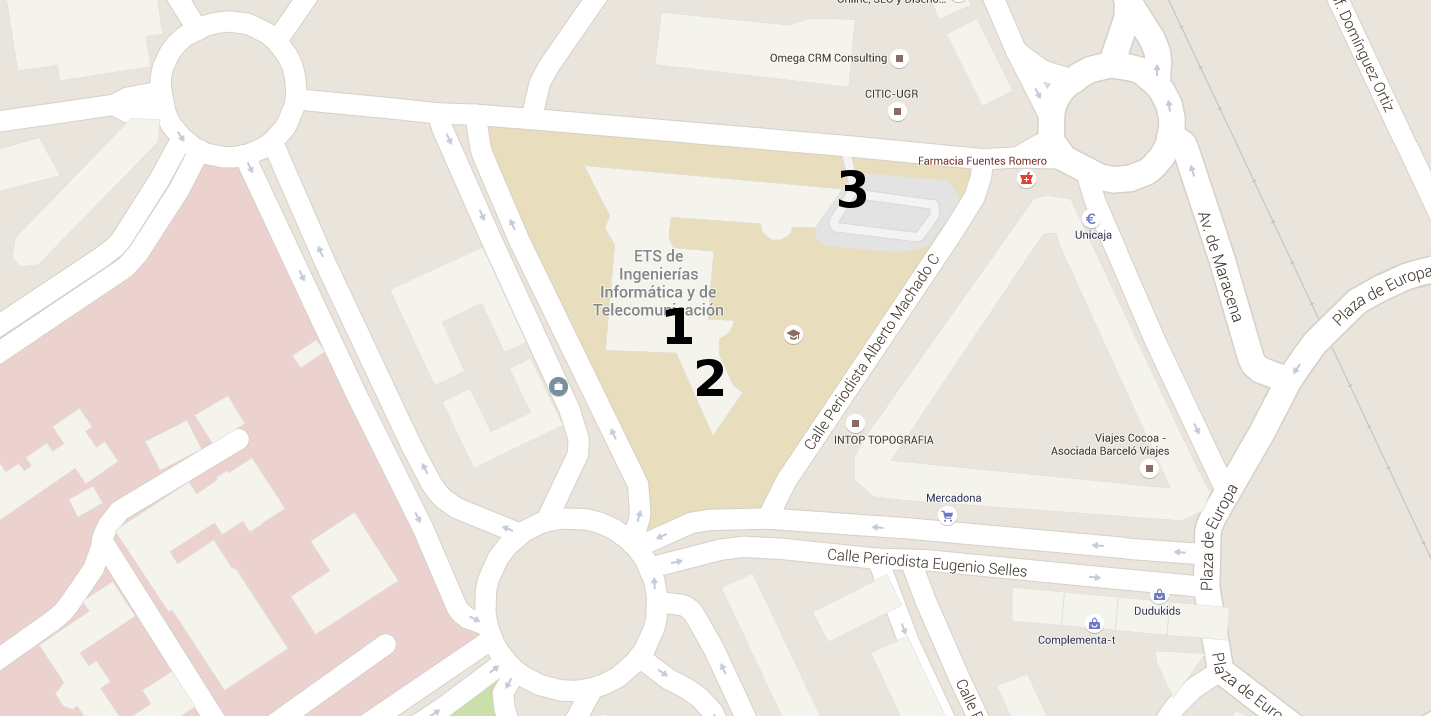 Omega CRM Consulting
CITIC-UGR
Farmacia Fuentes Romero
3
Unicaja
Av. de Maracena
Plaza de Europa
Domínguez Ortiz
ETS de
Ingenierías
Informática y de
Telecomunicación
1
2
Calle Periodista Alberto Machado C
INTOP TOPOGRAFIA
Viajes Cocoa -
Asociada Barceló Viajes
Mercadona
Plaza de Europa
Calle Periodista Eugenio Selles
Dudukids
Complementa-t
Plaza de Euro
Calle